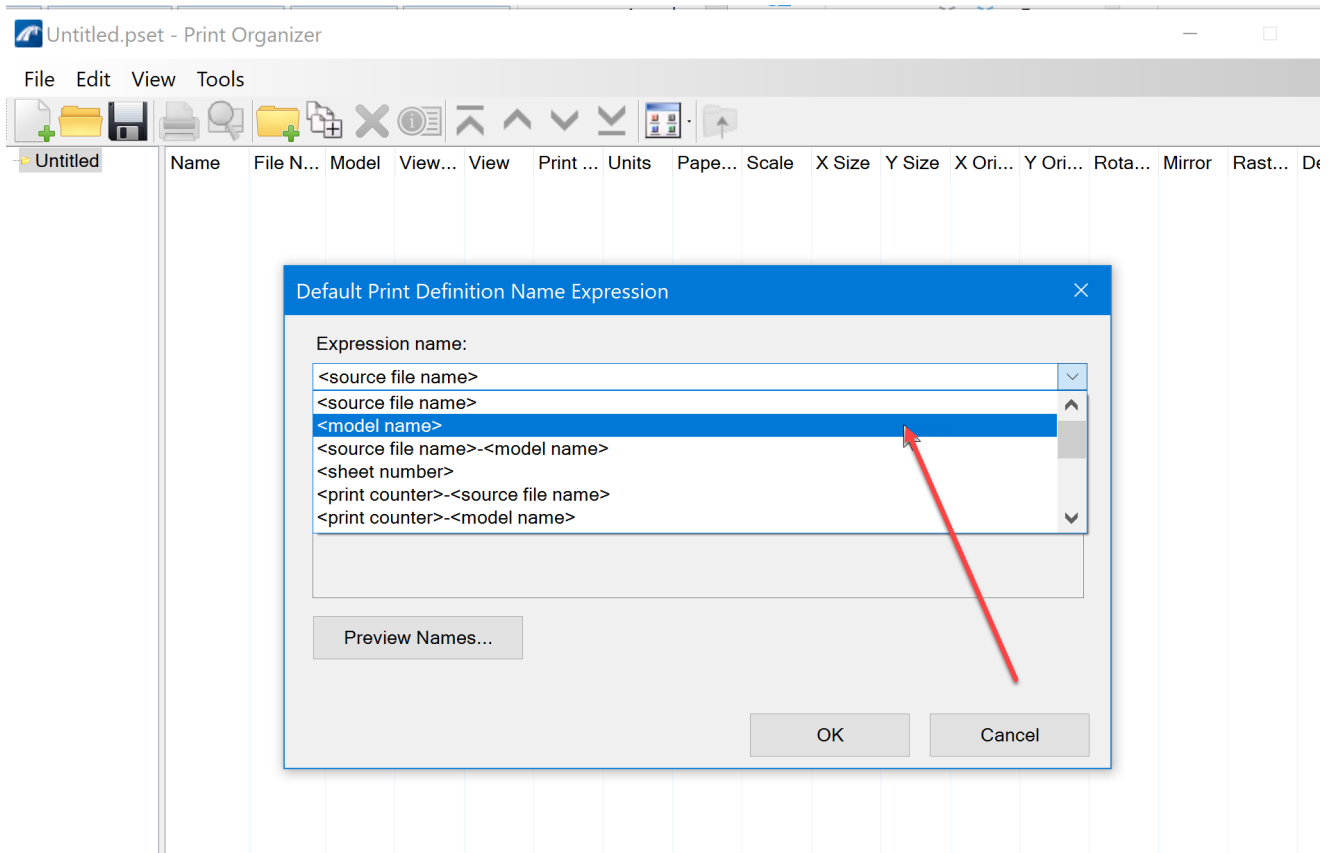 Untitled.pset - Print Organizer
File Edit View Tools
Untitled
Name File N... Model View... View Print ... Units Pape... Scale X Size Y Size X Ori... Y Ori... Rota... Mirror Rast...
Default Print Definition Name Expression
Expression name:
<source file name>
<source file name>
<model name>
<source file name>-<model name>
<sheet number>
<print counter>-<source file name>
<print counter>-<model name>
Preview Names...
OK Cancel